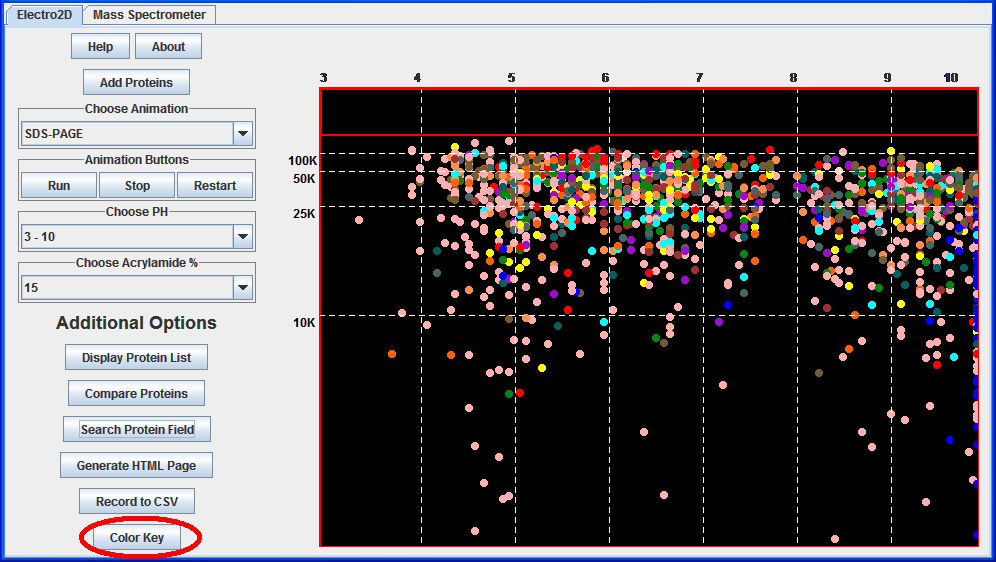 Electro2D Mass Spectrometer
Help About
Add Proteins
Choose Animation
SDS-PAGE
Animation Buttons
Run Stop Restart
Choose PH
3 - 10
Choose Acrylamide %
15
Additional Options
Display Protein List
Compare Proteins
Search Protein Field
Generate HTML Page
Record to CSV
Color Key
3 4 5 6 7 8 9 10
100K
50K
25K
10K